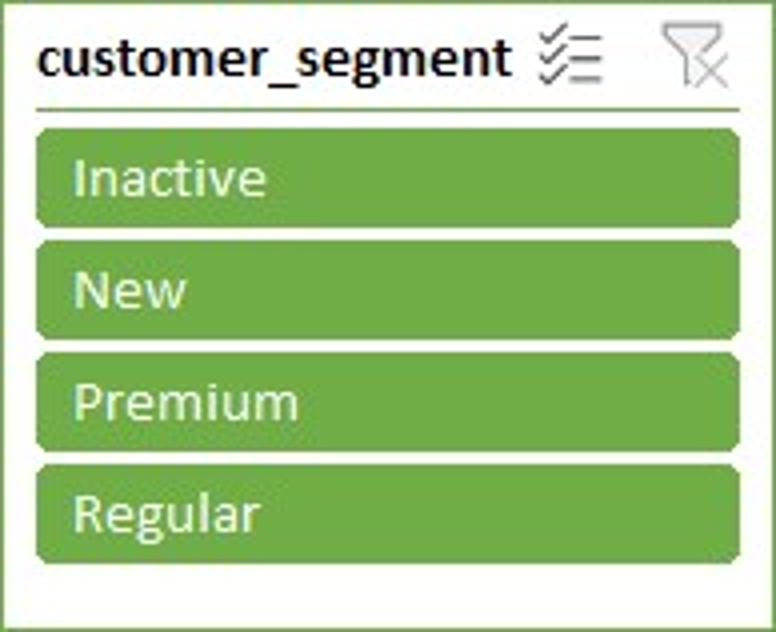 customer_segment
Inactive
New
Premium
Regular